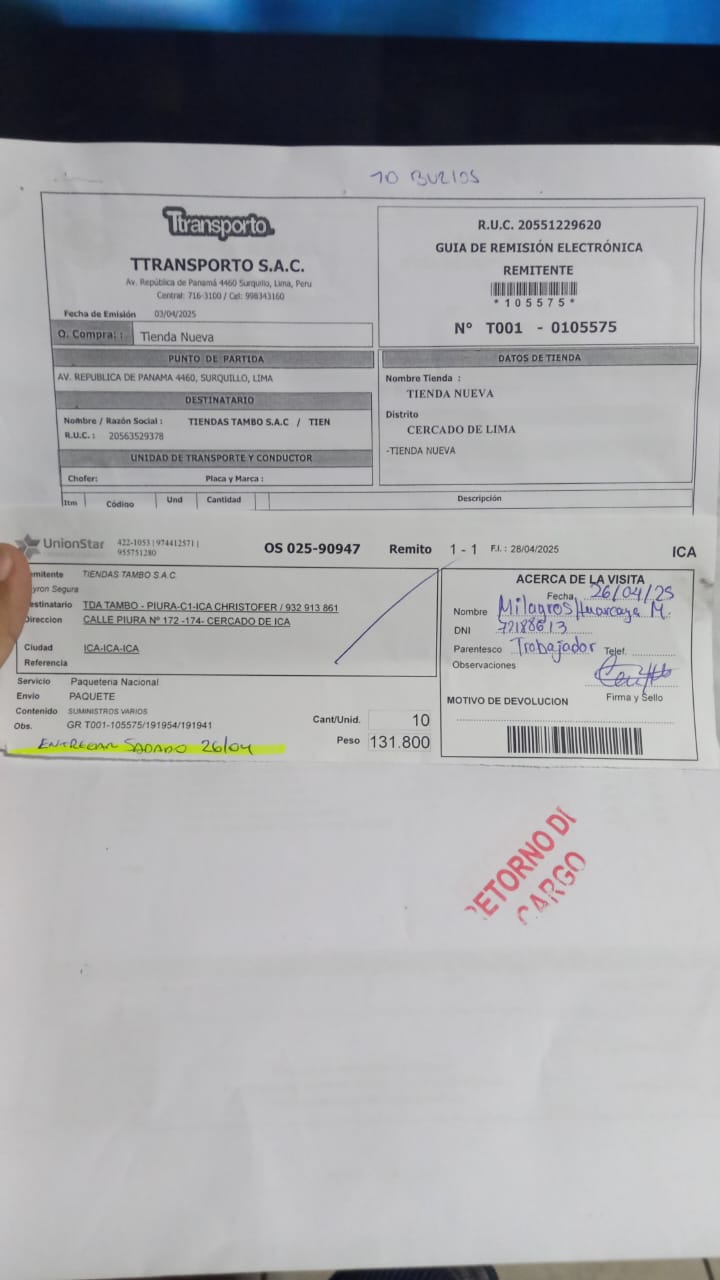 10 BULTOS
Ttransporto
TTRANSPORTO S.A.C.
Av. República de Panamá 4460 Surquillo, Lima, Peru
Central: 716-3100 / Cel: 998343160
Fecha de Emisión 03/04/2025
O. Compra: : Tienda Nueva
PUNTO DE PARTIDA
AV. REPUBLICA DE PANAMA 4460, SURQUILLO, LIMA
DESTINATARIO
Nombre / Razón Social : TIENDAS TAMBO S.A.C / TIEN
R.U.C. : 20563529378
UNIDAD DE TRANSPORTE Y CONDUCTOR
Chofer: Placa y Marca :
R.U.C. 20551229620
GUIA DE REMISIÓN ELECTRÓNICA
REMITENTE
*105575*
N° T001 - 0105575
DATOS DE TIENDA
Nombre Tienda :
TIENDA NUEVA
Distrito
CERCADO DE LIMA
-TIENDA NUEVA
Itm Código Und Cantidad Descripción
UnionStar 422-1053 | 974412571 |
955751280
OS 025-90947 Remito 1 - 1 F.I.: 28/04/2025 ICA
mitente TIENDAS TAMBO S.A.C.
yron Segura
estinatario TDA TAMBO - PIURA-C1-ICA CHRISTOFER / 932 913 861
Direccion CALLE PIURA Nº 172 -174- CERCADO DE ICA
Ciudad ICA-ICA-ICA
Referencia
Servicio Paqueteria Nacional
Envio PAQUETE
Contenido SUMINISTROS VARIOS
Obs. GR T001-105575/191954/191941
Cant/Unid. 10
Peso 131.800
ENTREGAR SABADO 26/04
ACERCA DE LA VISITA
Fecha 26/04/25
Nombre Milagros Huarcaya M.
DNI 72188613
Parentesco Trabajador Telef.
Observaciones
Firma y Sello
MOTIVO DE DEVOLUCION
RETORNO DI
CARGO